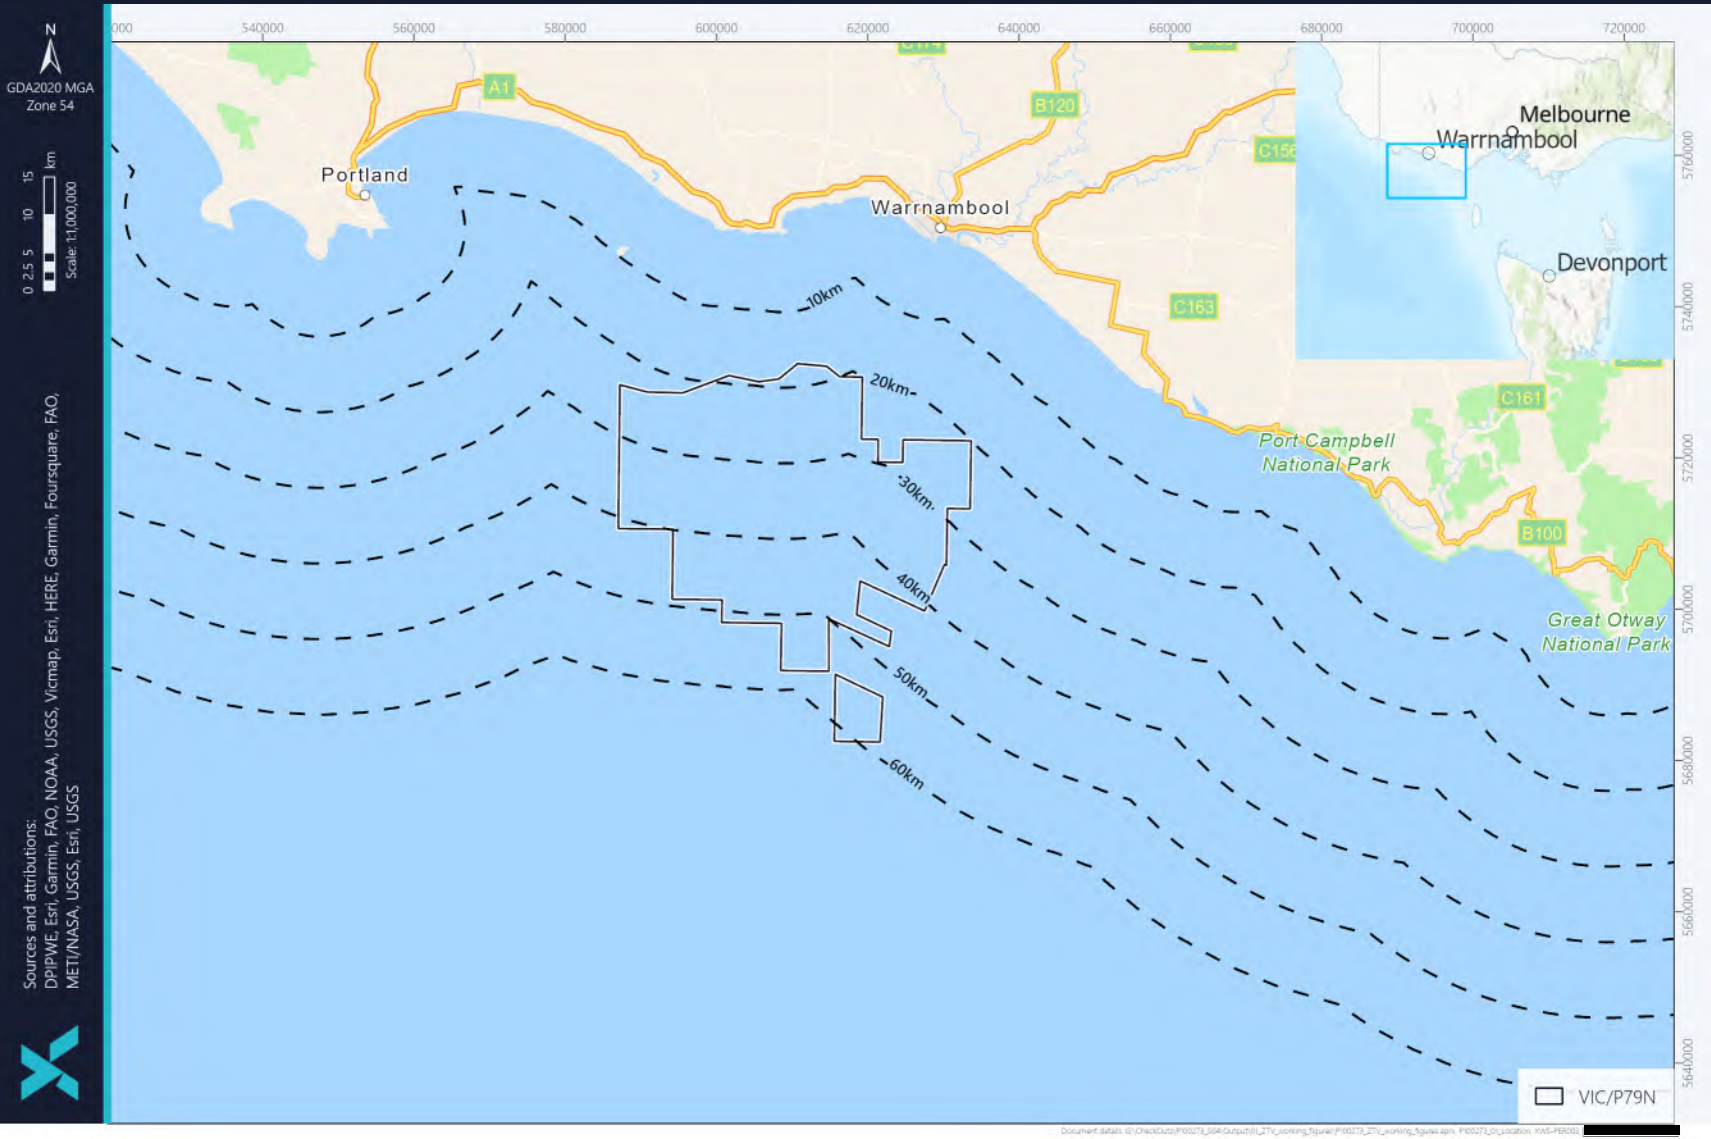 N
GDA2020 MGA
Zone 54
0 2.5 5 10 15 km
Scale: 1:1,000,000
Sources and attributions:
DPIPWE, Esri, Garmin, FAO, NOAA, USGS, Vicmap, Esri, HERE, Garmin, Foursquare, FAO,
METI/NASA, USGS, Esri, USGS
000 540000 560000 580000 600000 620000 640000 660000 680000 700000 720000
C174
A1
B120
C156
Portland
Warrnambool
C163
Melbourne
Warrnambool
Devonport
5760000
5740000
5720000
5700000
5680000
5660000
5640000
10km
20km
30km
40km
50km
60km
C161
Port Campbell
National Park
B100
Great Otway
National Park
VIC/P79N